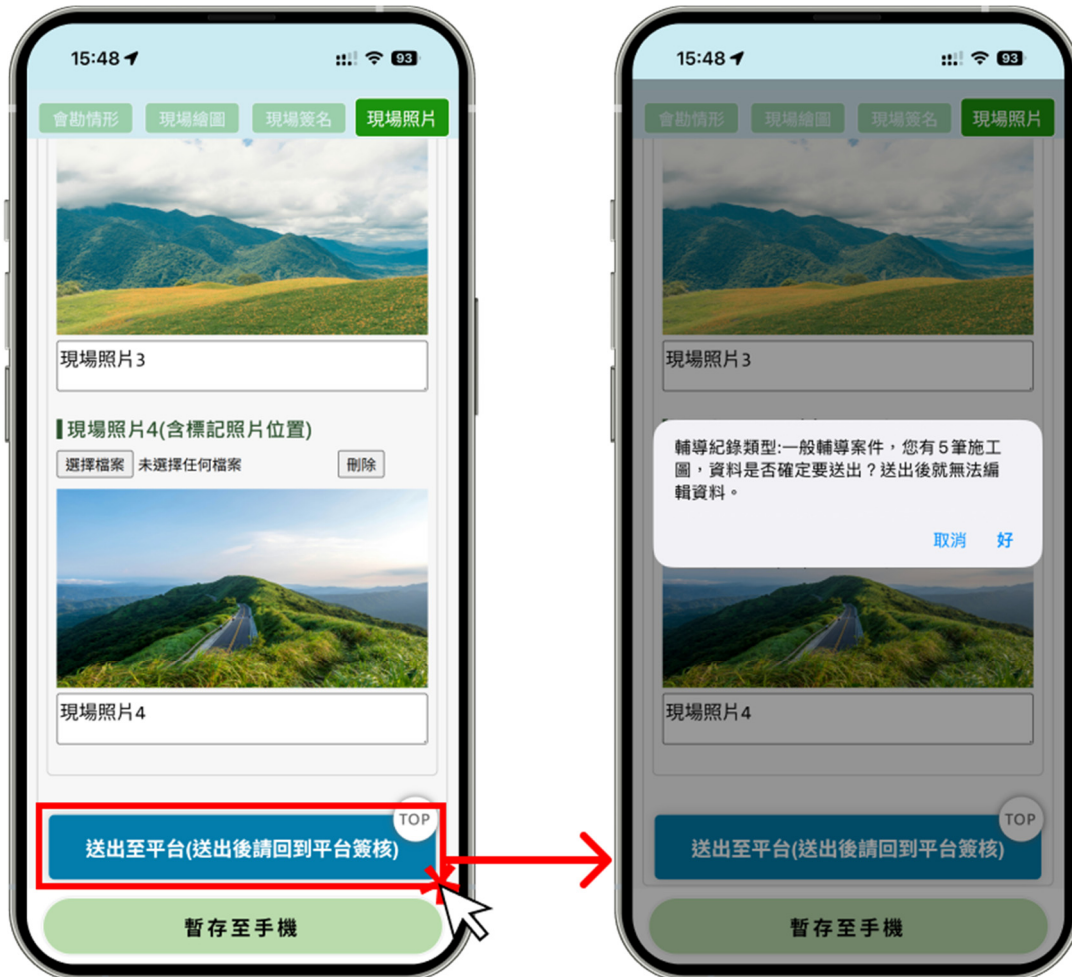 15:48
93
會勘情形
現場繪圖
現場簽名
現場照片
現場照片3
現場照片4(含標記照片位置)
選擇檔案 未選擇任何檔案
刪除
現場照片4
TOP
送出至平台(送出後請回到平台簽核)
暫存至手機
15:48
93
會勘情形
現場繪圖
現場簽名
現場照片
現場照片3
輔導紀錄類型:一般輔導案件，您有5筆施工
圖，資料是否確定要送出？送出後就無法編
輯資料。
取消
好
現場照片4
TOP
送出至平台(送出後請回到平台簽核)
暫存至手機